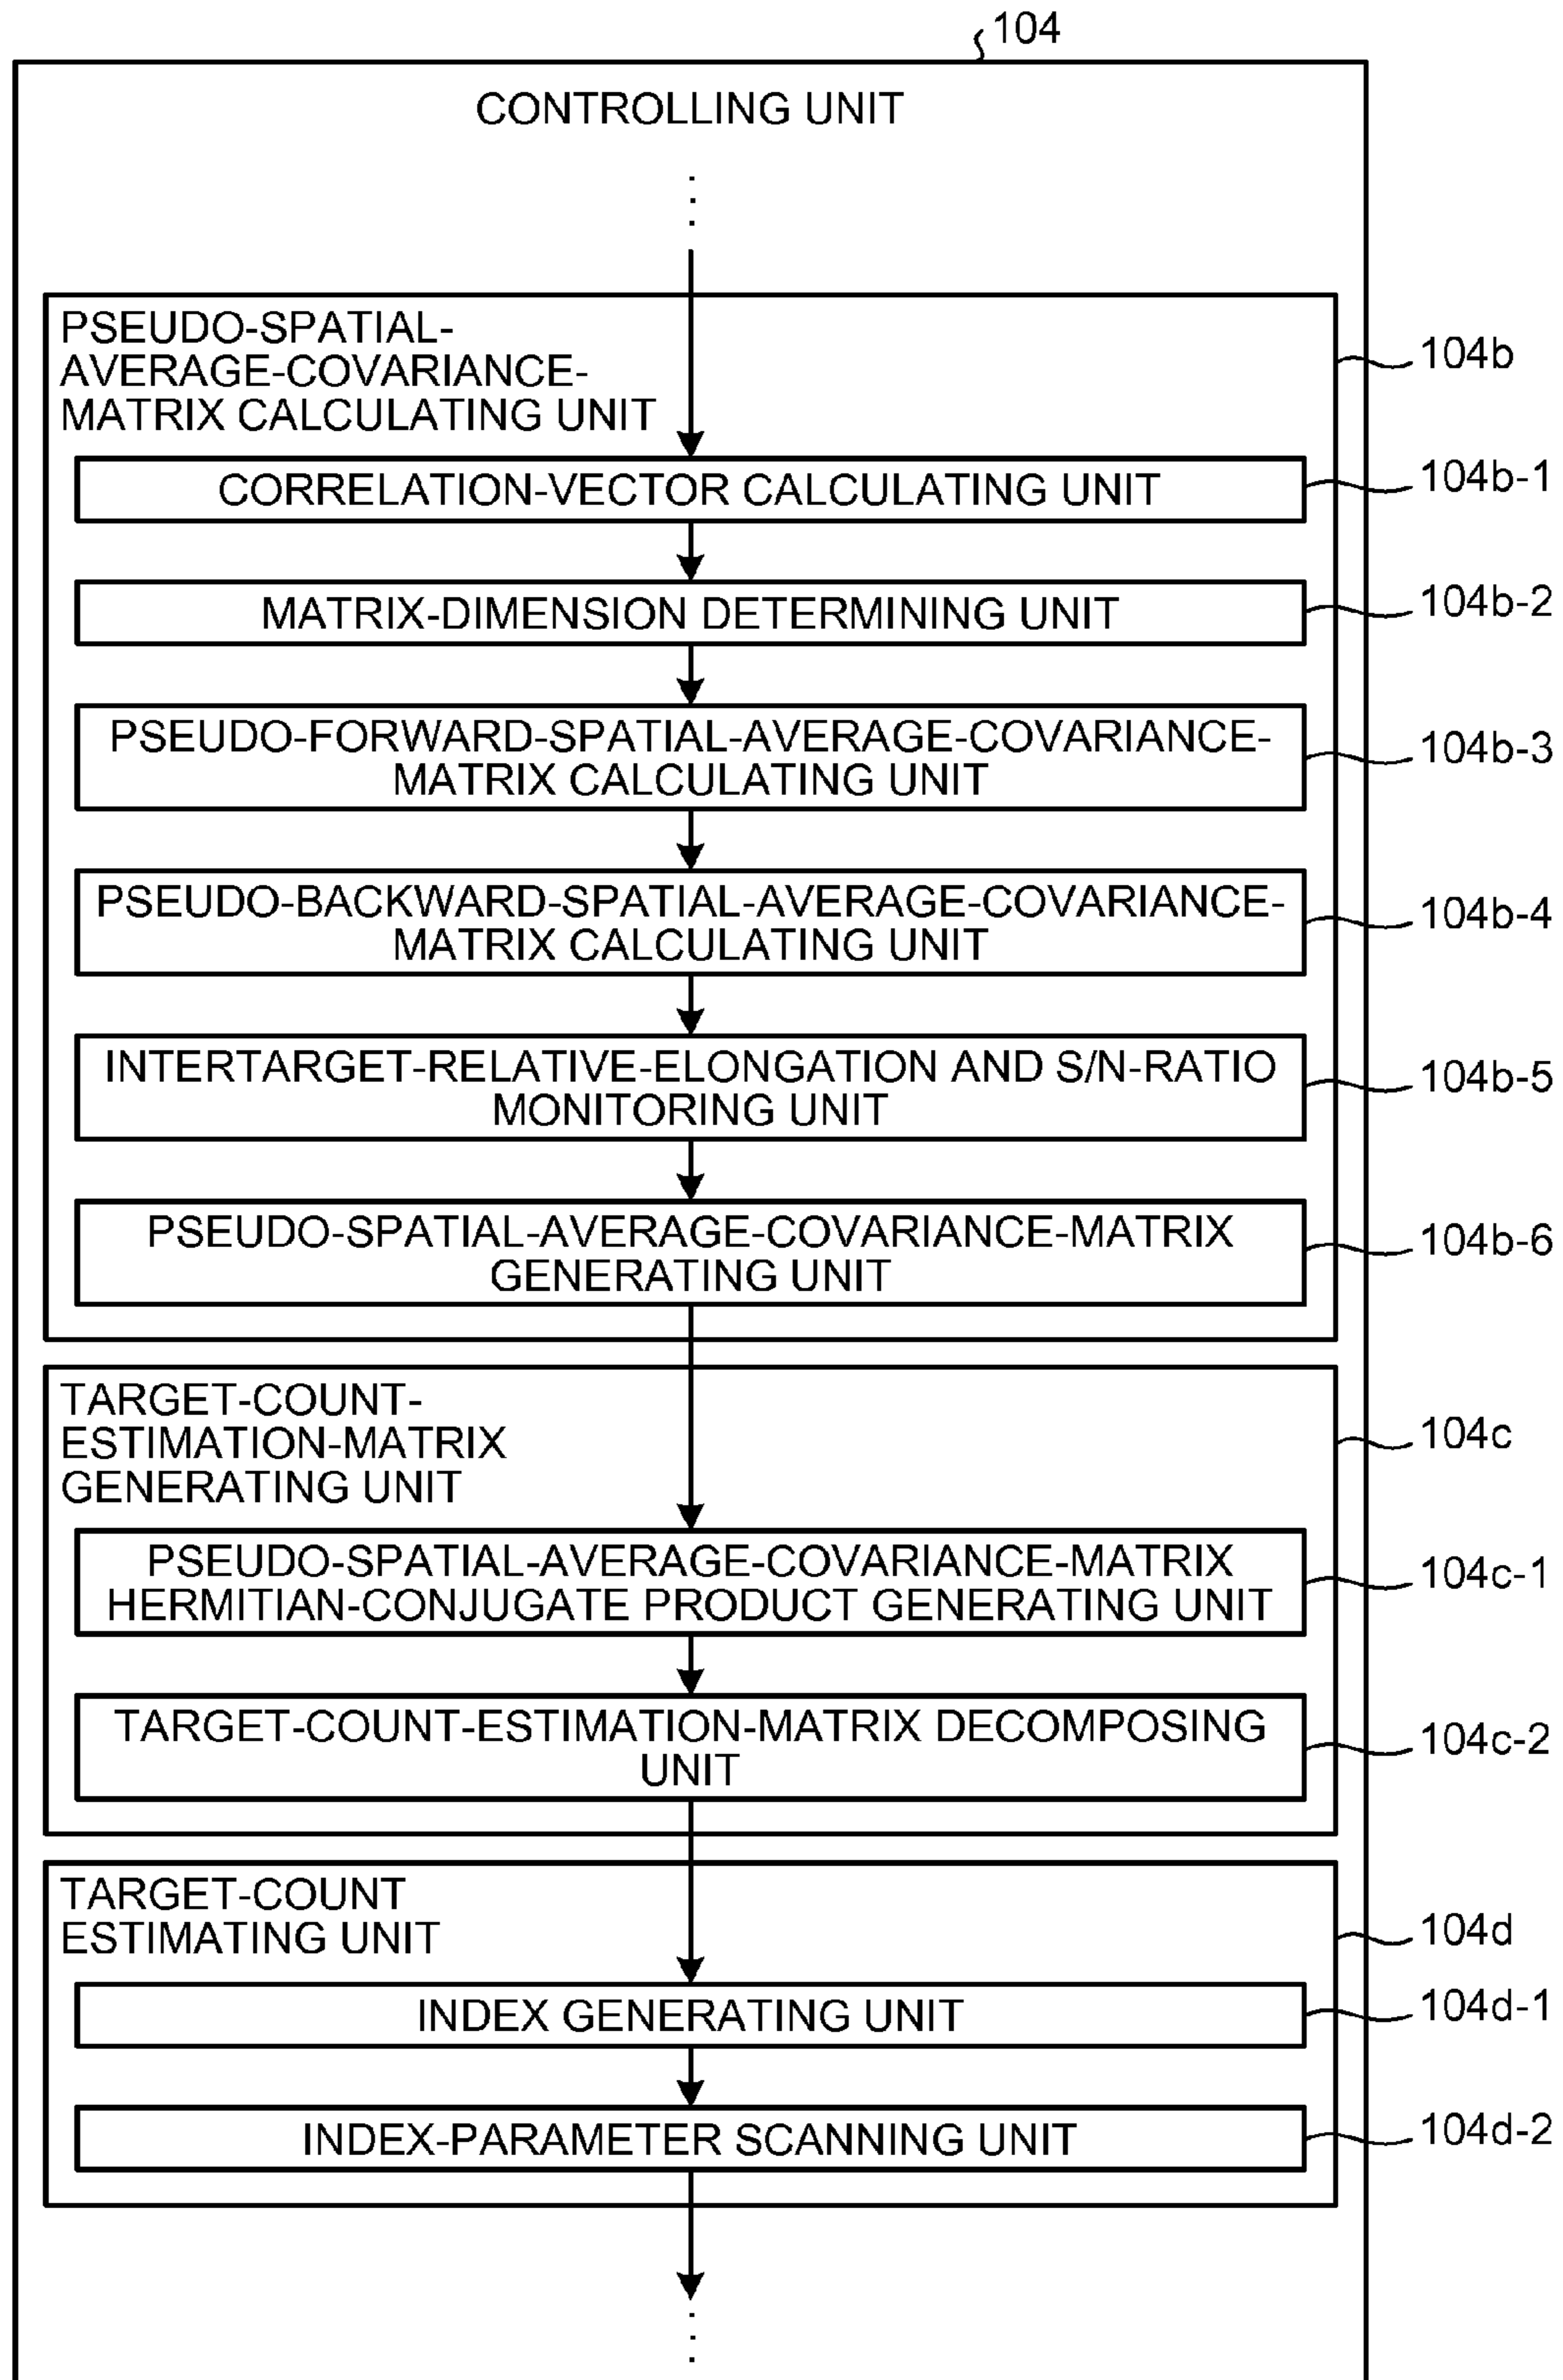 104
CONTROLLING UNIT
PSEUDO-SPATIAL-
AVERAGE-COVARIANCE-
MATRIX CALCULATING UNIT
104b
CORRELATION-VECTOR CALCULATING UNIT
104b-1
MATRIX-DIMENSION DETERMINING UNIT
104b-2
PSEUDO-FORWARD-SPATIAL-AVERAGE-COVARIANCE-
MATRIX CALCULATING UNIT
104b-3
PSEUDO-BACKWARD-SPATIAL-AVERAGE-COVARIANCE-
MATRIX CALCULATING UNIT
104b-4
INTERTARGET-RELATIVE-ELONGATION AND S/N-RATIO
MONITORING UNIT
104b-5
PSEUDO-SPATIAL-AVERAGE-COVARIANCE-MATRIX
GENERATING UNIT
104b-6
TARGET-COUNT-
ESTIMATION-MATRIX
GENERATING UNIT
104c
PSEUDO-SPATIAL-AVERAGE-COVARIANCE-MATRIX
HERMITIAN-CONJUGATE PRODUCT GENERATING UNIT
104c-1
TARGET-COUNT-ESTIMATION-MATRIX DECOMPOSING
UNIT
104c-2
TARGET-COUNT
ESTIMATING UNIT
104d
INDEX GENERATING UNIT
104d-1
INDEX-PARAMETER SCANNING UNIT
104d-2